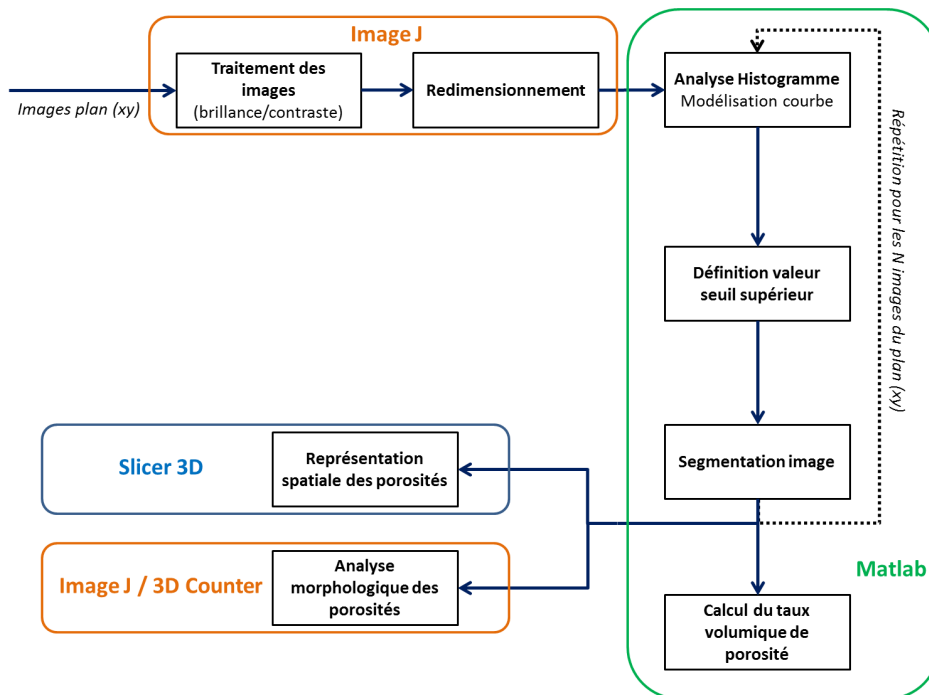 Image J
Traitement des
images
(brillance/contraste)
Redimensionnement
Images plan (xy)
Analyse Histogramme
Modélisation courbe
Répétition pour les N images du plan (xy)
Définition valeur
seuil supérieur
Segmentation image
Slicer 3D
Représentation
spatiale des porosités
Image J / 3D Counter
Analyse
morphologique des
porosités
Matlab
Calcul du taux
volumique de
porosité